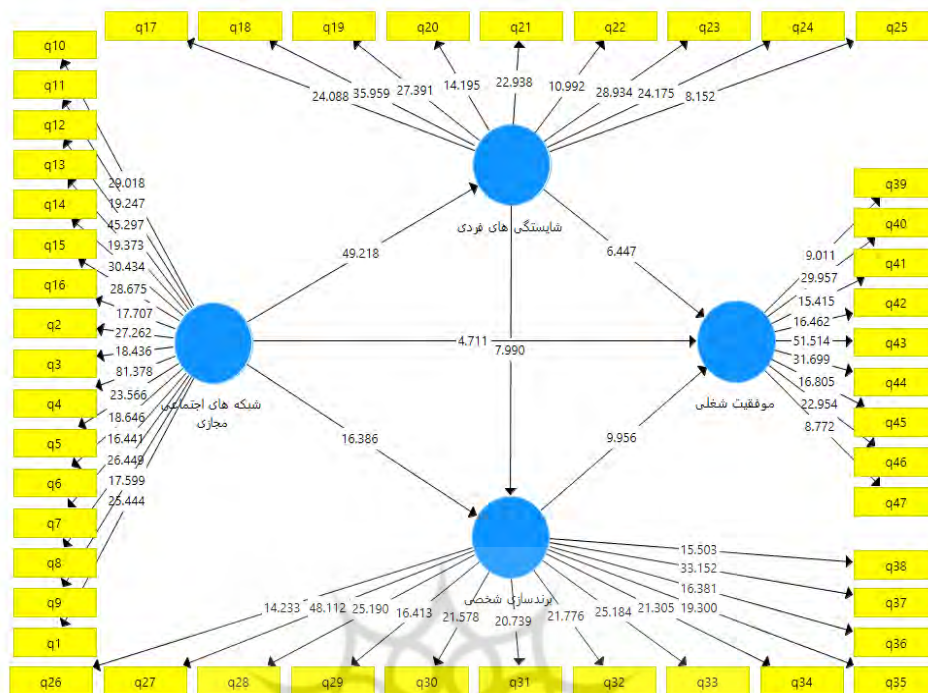 q17
q18
q19
q20
q21
q22
q23
q24
q25
24.088
35.959
27.391
14.195
22.938
10.992
28.934
24.175
8.152
شایستگی های فردی
q10
q11
q12
q13
q14
q15
q16
q2
q3
q4
q5
q6
q7
q8
q9
q1
29.018
19.247
45.297
19.373
30.434
28.675
17.707
27.262
18.436
81.378
23.566
18.646
16.441
26.449
17.599
25.444
شبکه های اجتماعی
مجازی
49.218
6.447
4.711
7.990
16.386
9.956
q39
q40
q41
q42
q43
q44
q45
q46
q47
9.011
29.957
15.415
16.462
51.514
31.699
16.805
22.954
8.772
موفقیت شغلی
برندسازی شخصی
15.503
33.152
16.381
19.300
21.305
25.184
21.776
20.739
21.578
16.413
25.190
48.112
14.233
q38
q37
q36
q35
q34
q33
q32
q31
q30
q29
q28
q27
q26